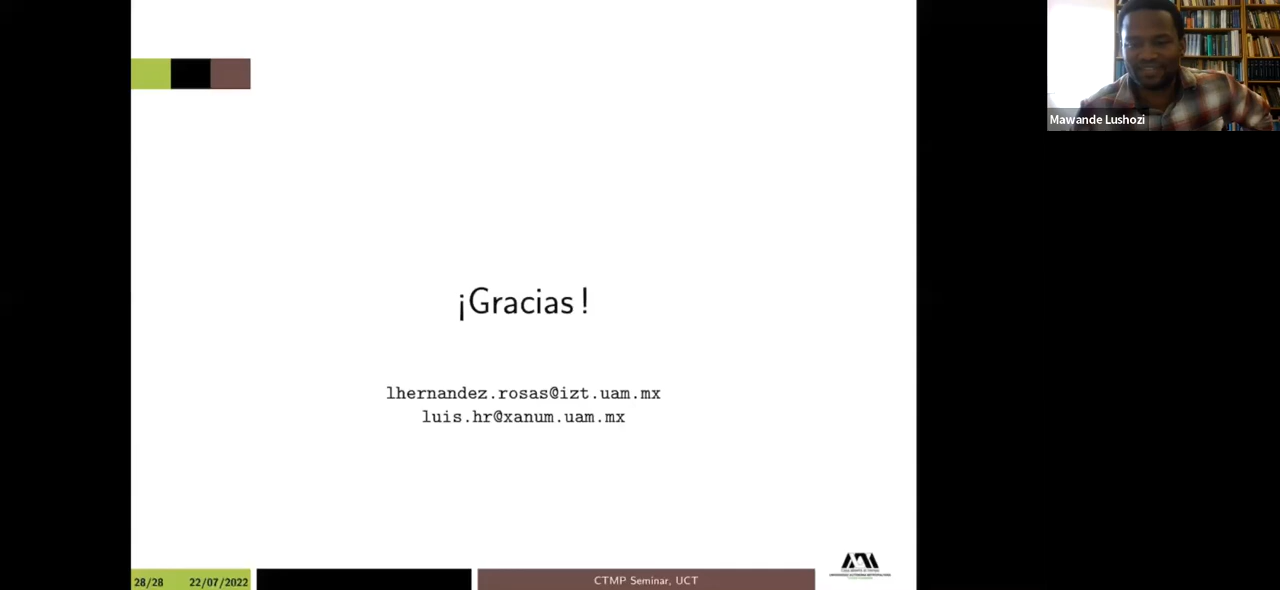 Mawande Lushozi
¡Gracias!
lhernandez.rosas@izt.uam.mx
luis.hr@xanum.uam.mx
28/28 22/07/2022
CTMP Seminar, UCT